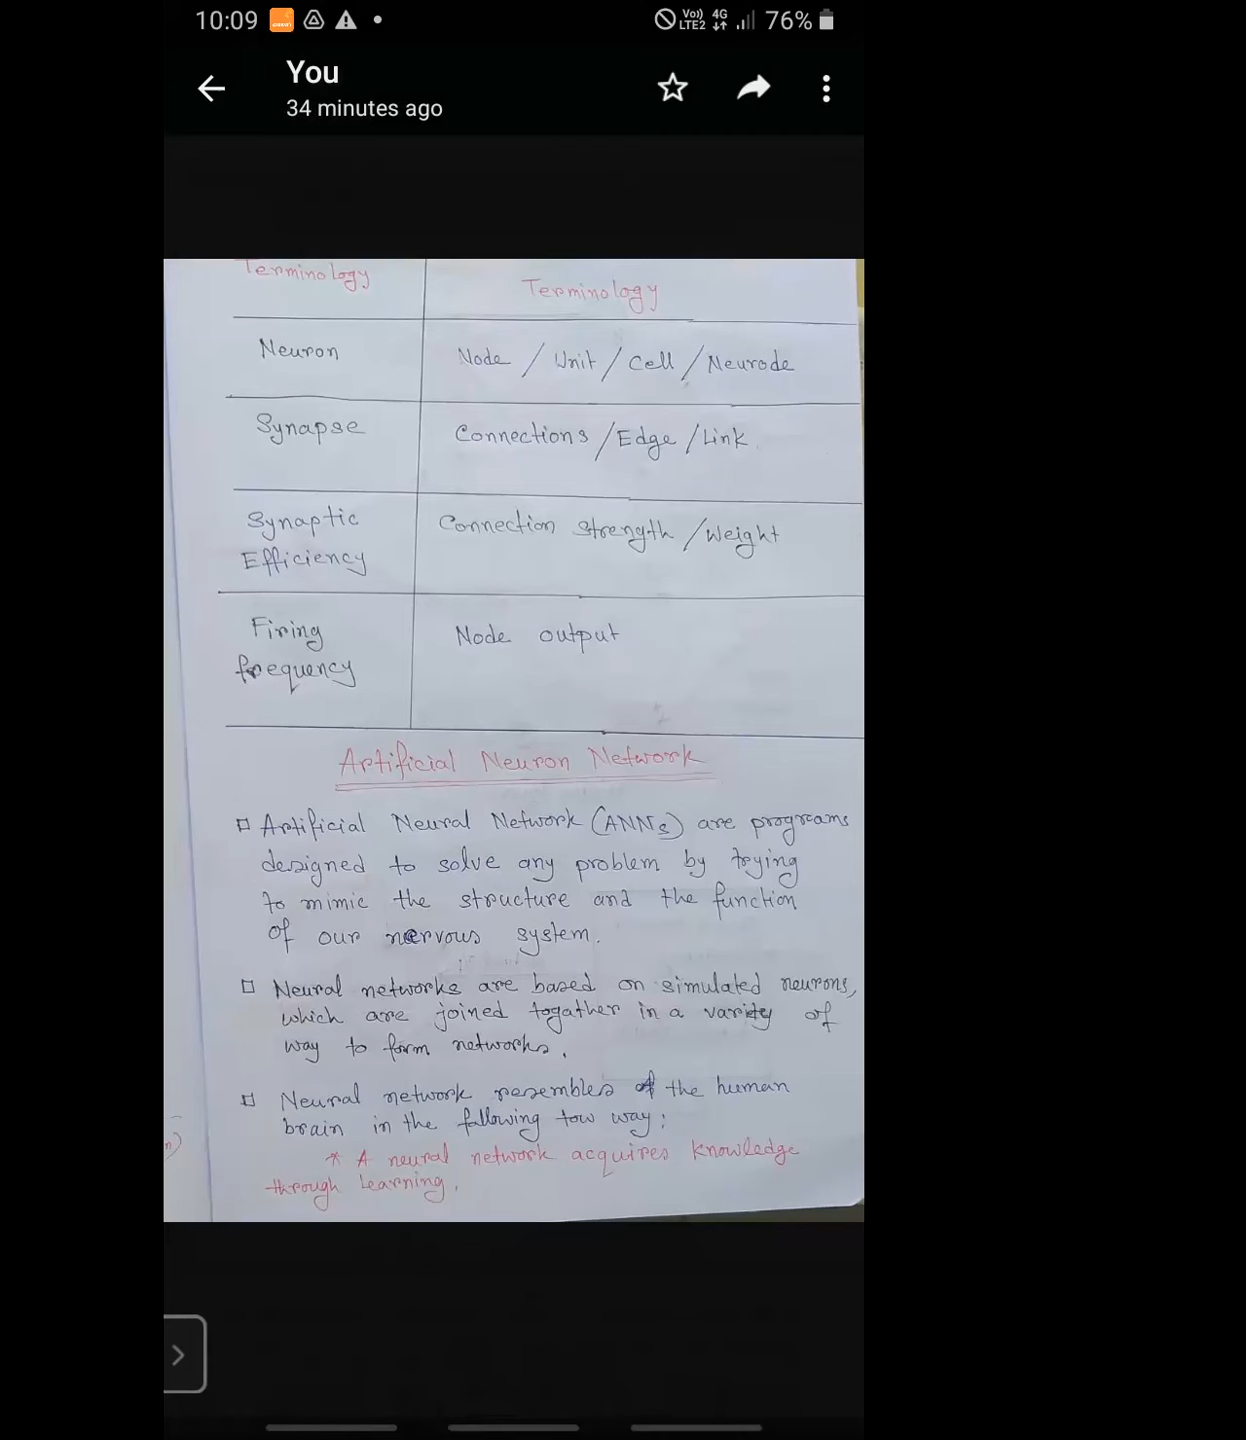 10:09 Vo)) LTE2 4G 76%
You
34 minutes ago
Terminology Terminology
Neuron Node / Unit / Cell / Neurode
Synapse Connections / Edge / Link
Synaptic Connection strength / Weight
Efficiency
Firing Node output
frequency
Artificial Neuron Network
Artificial Neural Network (ANNs) are programs
designed to solve any problem by trying
to mimic the structure and the function
of our nervous system.
Neural networks are based on simulated neurons,
which are joined togather in a variety of
way to form networks.
Neural network resembles the human
brain in the following tow way:
* A neural network acquires knowledge
through learning.